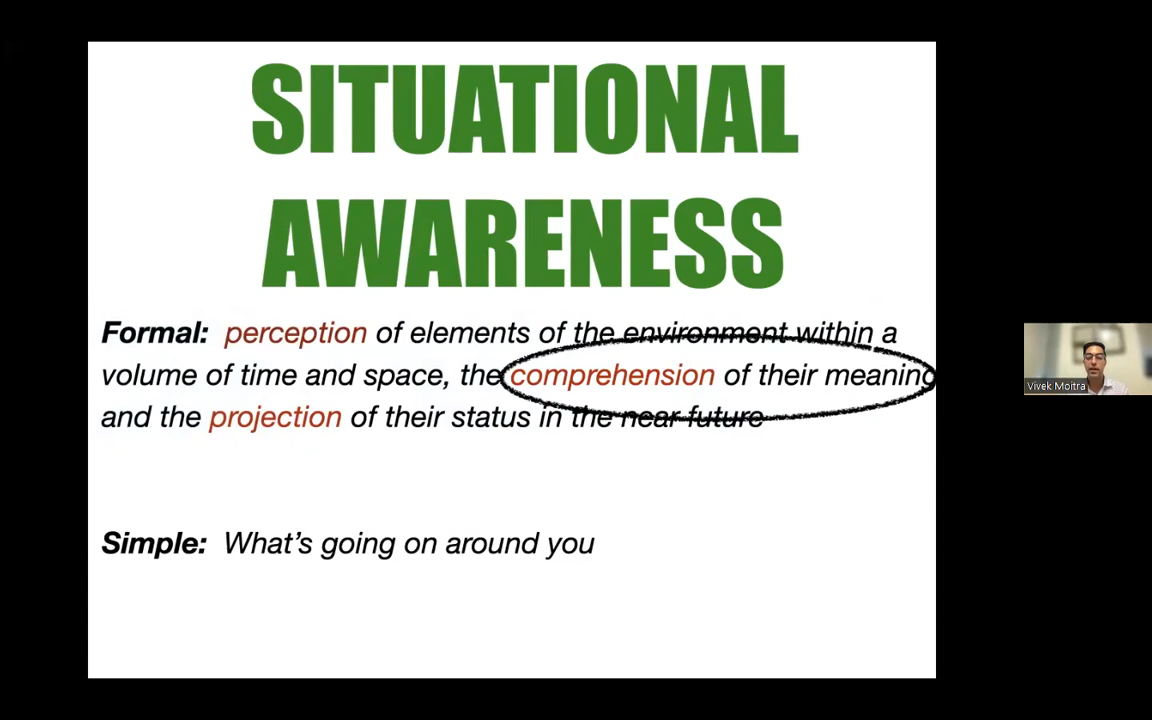 SITUATIONAL
AWARENESS
Formal: perception of elements of the environment within a
volume of time and space, the comprehension of their meaning
and the projection of their status in the near future
Simple: What's going on around you
Vivek Moitra